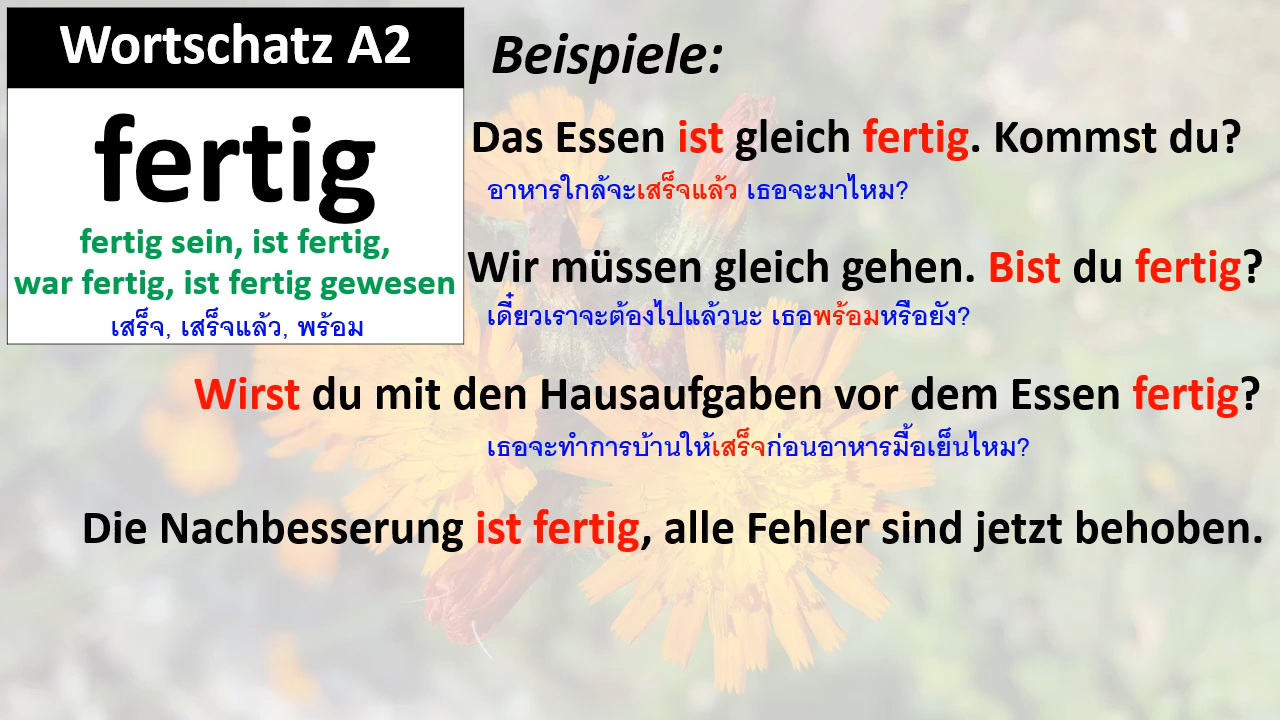 Wortschatz A2
fertig
fertig sein, ist fertig,
war fertig, ist fertig gewesen
เสร็จ, เสร็จแล้ว, พร้อม
Beispiele:
Das Essen ist gleich fertig. Kommst du?
อาหารใกล้จะเสร็จแล้ว เธอจะมาไหม?
Wir müssen gleich gehen. Bist du fertig?
เดี๋ยวเราจะต้องไปแล้วนะ เธอพร้อมหรือยัง?
Wirst du mit den Hausaufgaben vor dem Essen fertig?
เธอจะทำการบ้านให้เสร็จก่อนอาหารมื้อเย็นไหม?
Die Nachbesserung ist fertig, alle Fehler sind jetzt behoben.